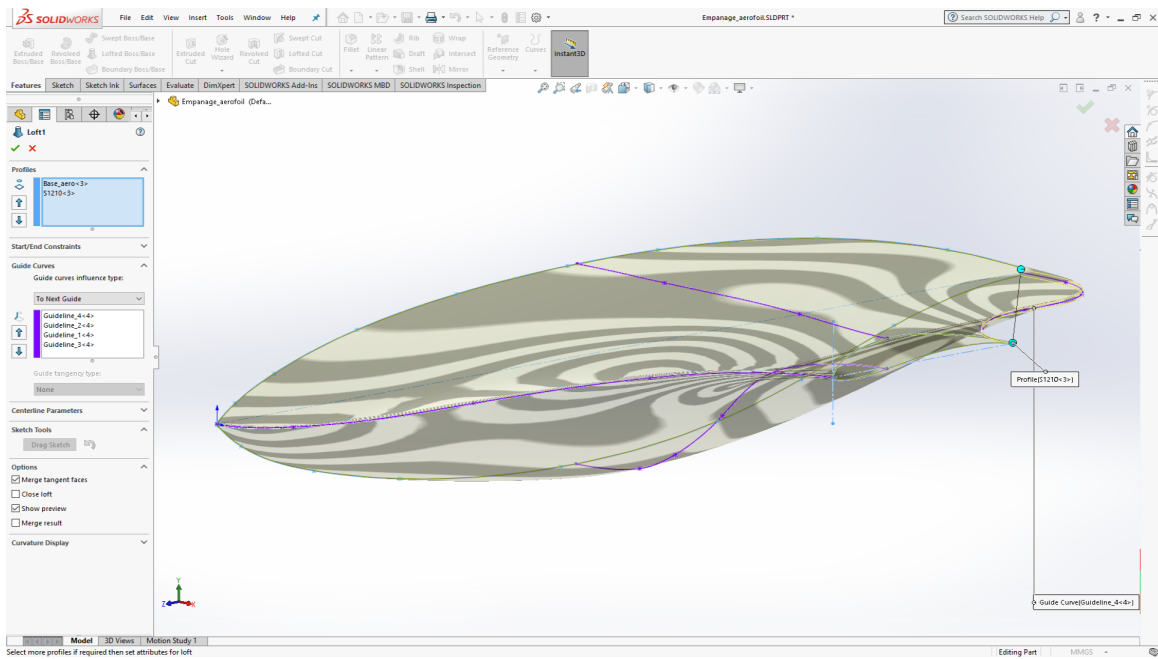 SOLIDWORKS File Edit View Insert Tools Window Help Empanage_aerofoil.SLDPRT * Search SOLIDWORKS Help
Extruded Boss/Base
Revolved Boss/Base
Swept Boss/Base
Lofted Boss/Base
Boundary Boss/Base
Extruded Cut
Hole Wizard
Revolved Cut
Swept Cut
Lofted Cut
Boundary Cut
Fillet
Linear Pattern
Rib
Draft
Shell
Wrap
Intersect
Mirror
Reference Geometry
Curves
Instant3D
Features Sketch Sketch Ink Surfaces Evaluate DimXpert SOLIDWORKS Add-Ins SOLIDWORKS MBD SOLIDWORKS Inspection
Empanage_aerofoil (Defa...
Loft1
Profiles
Base_aero<3>
S1210<3>
Start/End Constraints
Guide Curves
Guide curves influence type:
To Next Guide
Guideline_4<4>
Guideline_2<4>
Guideline_1<4>
Guideline_3<4>
Guide tangency type:
None
Centerline Parameters
Sketch Tools
Drag Sketch
Options
Merge tangent faces
Close loft
Show preview
Merge result
Curvature Display
Profile(S1210<3>)
Guide Curve(Guideline_4<4>)
Y
Z X
Model 3D Views Motion Study 1
Select more profiles if required then set attributes for loft Editing Part MMGS